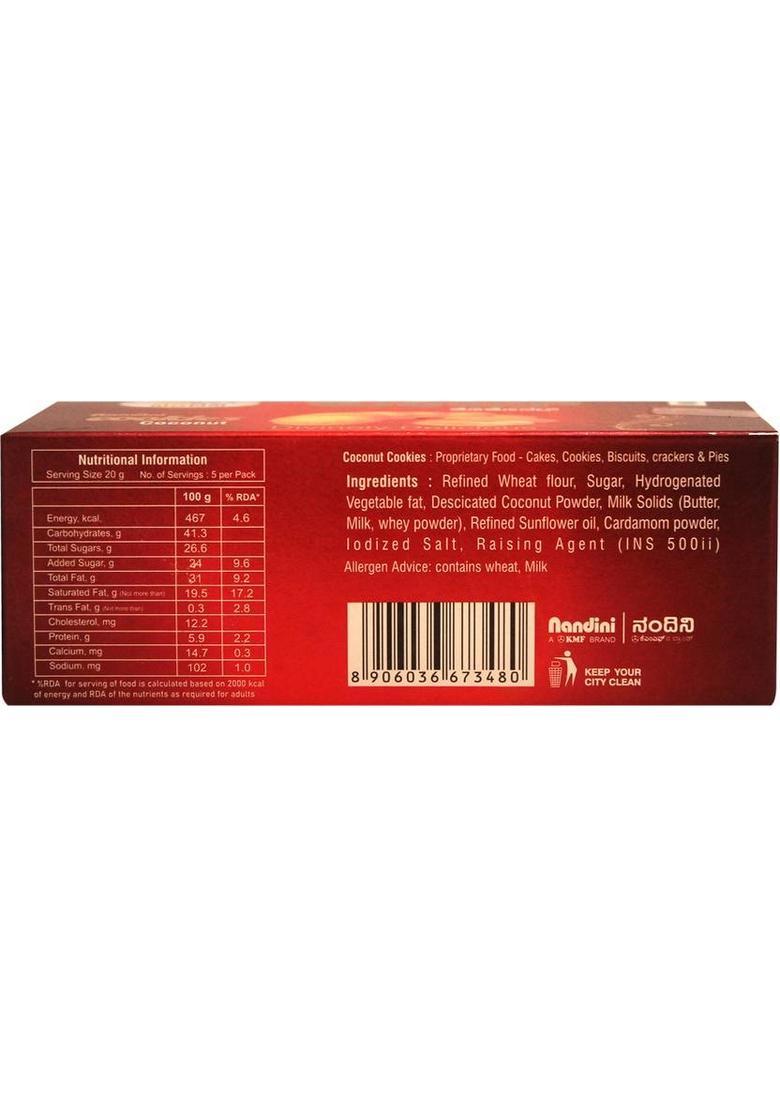 Nandini
Coconut
Nutritional Information
Serving Size 20 g No. of Servings : 5 per Pack
100 g % RDA*
Energy, kcal, 467 4.6
Carbohydrates, g 41.3
Total Sugars, g 26.6
Added Sugar, g 24 9.6
Total Fat, g 31 9.2
Saturated Fat, g (Not more than) 19.5 17.2
Trans Fat, g (Not more than) 0.3 2.8
Cholesterol, mg 12.2
Protein, g 5.9 2.2
Calcium, mg 14.7 0.3
Sodium, mg 102 1.0
* %RDA for serving of food is calculated based on 2000 kcal
of energy and RDA of the nutrients as required for adults
Coconut Cookies : Proprietary Food - Cakes, Cookies, Biscuits, crackers & Pies
Ingredients : Refined Wheat flour, Sugar, Hydrogenated
Vegetable fat, Descicated Coconut Powder, Milk Solids (Butter,
Milk, whey powder), Refined Sunflower oil, Cardamom powder,
Iodized Salt, Raising Agent (INS 500ii)
Allergen Advice: contains wheat, Milk
8 906036 673480
Nandini ನಂದಿನಿ
A KMF BRAND ಕೆಎಂಎಫ್
KEEP YOUR
CITY CLEAN